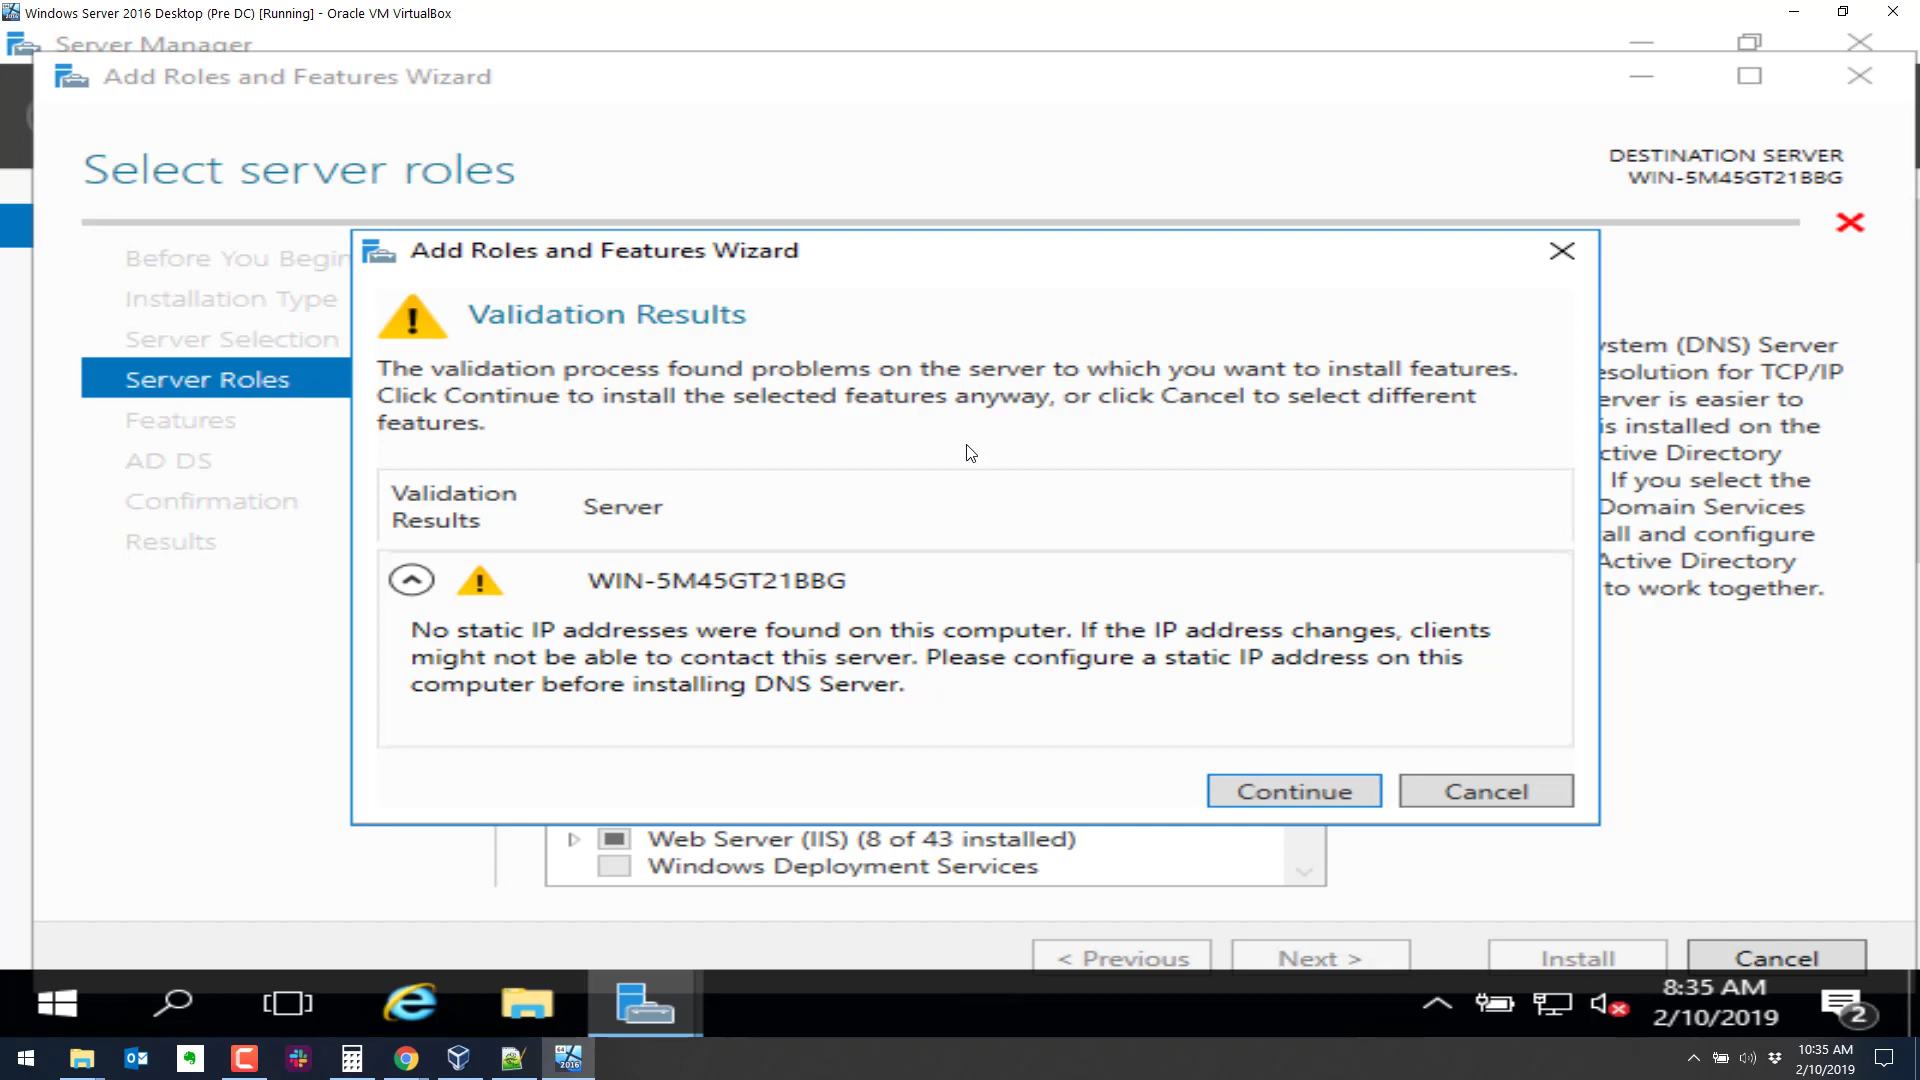 Windows Server 2016 Desktop (Pre DC) [Running] - Oracle VM VirtualBox
Server Manager
Add Roles and Features Wizard
Select server roles
DESTINATION SERVER
WIN-5M45GT21BBG
Before You Begin
Installation Type
Server Selection
Server Roles
Features
AD DS
Confirmation
Results
Add Roles and Features Wizard
Validation Results
The validation process found problems on the server to which you want to install features.
Click Continue to install the selected features anyway, or click Cancel to select different
features.
Validation
Results
Server
WIN-5M45GT21BBG
No static IP addresses were found on this computer. If the IP address changes, clients
might not be able to contact this server. Please configure a static IP address on this
computer before installing DNS Server.
Continue
Cancel
ystem (DNS) Server
esolution for TCP/IP
erver is easier to
is installed on the
ctive Directory
If you select the
Domain Services
all and configure
Active Directory
to work together.
Web Server (IIS) (8 of 43 installed)
Windows Deployment Services
< Previous
Next >
Install
Cancel
8:35 AM
2/10/2019
2
2016
10:35 AM
2/10/2019